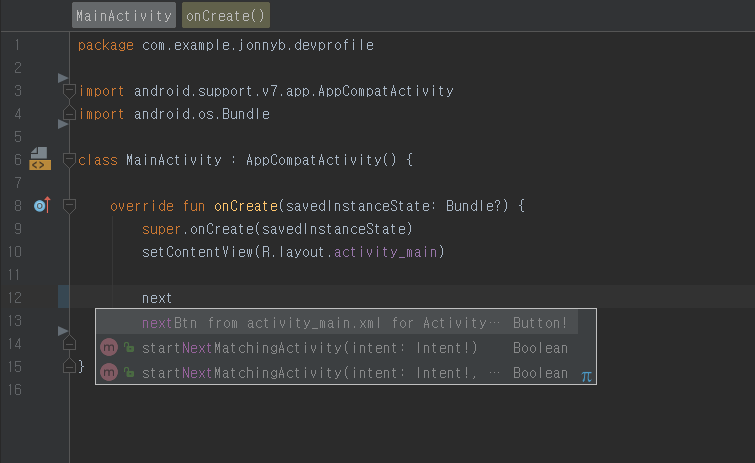 MainActivity onCreate()
1 package com.example.jonnyb.devprofile
2
3 import android.support.v7.app.AppCompatActivity
4 import android.os.Bundle
5
6 class MainActivity : AppCompatActivity() {
7
8 override fun onCreate(savedInstanceState: Bundle?) {
9 super.onCreate(savedInstanceState)
10 setContentView(R.layout.activity_main)
11
12 next
13 nextBtn from activity_main.xml for Activity… Button!
14 m startNextMatchingActivity(intent: Intent!) Boolean
15 } m startNextMatchingActivity(intent: Intent!, … Boolean π
16